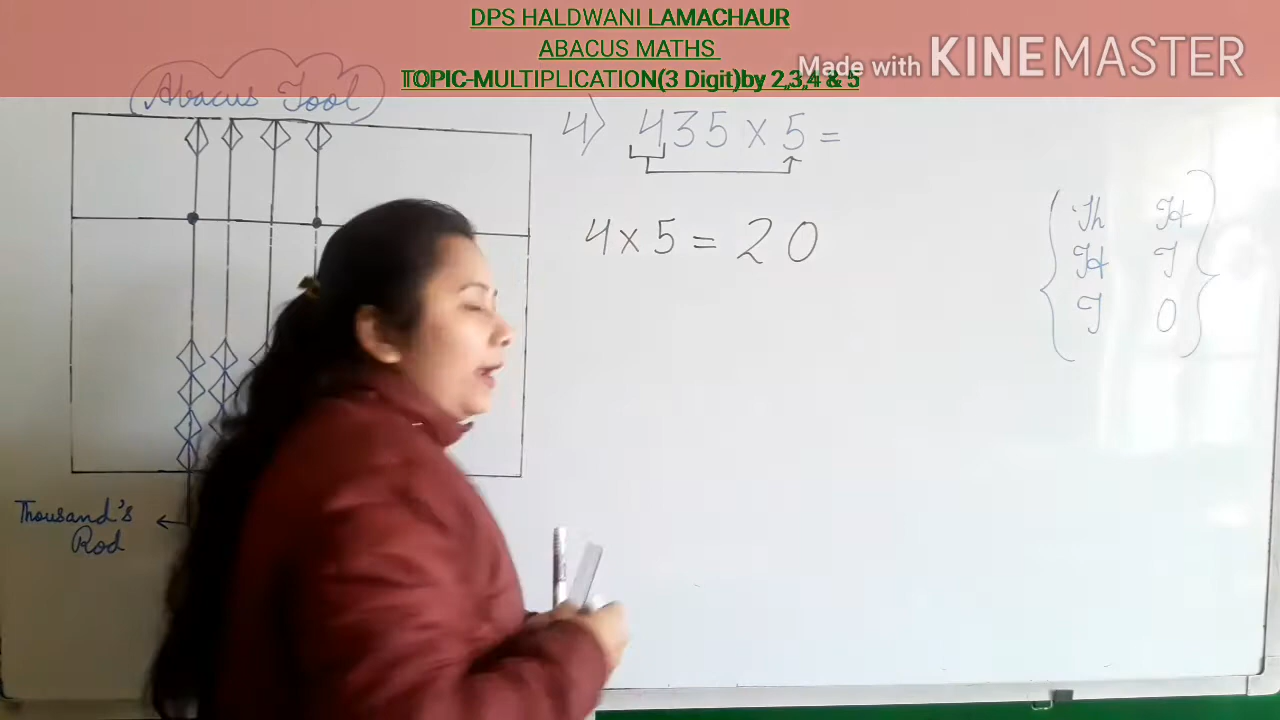 DPS HALDWANI LAMACHAUR
ABACUS MATHS
TOPIC-MULTIPLICATION(3 Digit)by 2,3,4 & 5
Made with KINEMASTER
Abacus Tool
4) 435 x 5 =
4 x 5 = 20
Th H
H T
T O
Thousand's
Rod